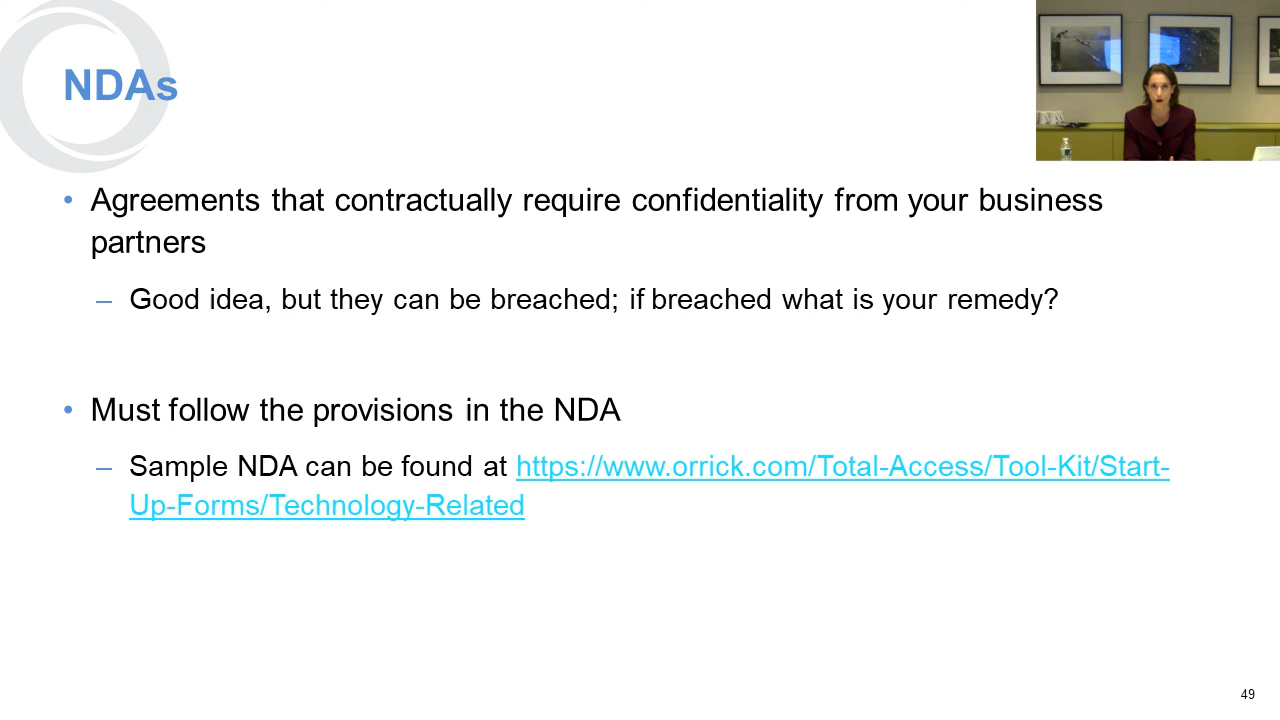 NDAs
• Agreements that contractually require confidentiality from your business
partners
– Good idea, but they can be breached; if breached what is your remedy?
• Must follow the provisions in the NDA
– Sample NDA can be found at https://www.orrick.com/Total-Access/Tool-Kit/Start-
Up-Forms/Technology-Related
49